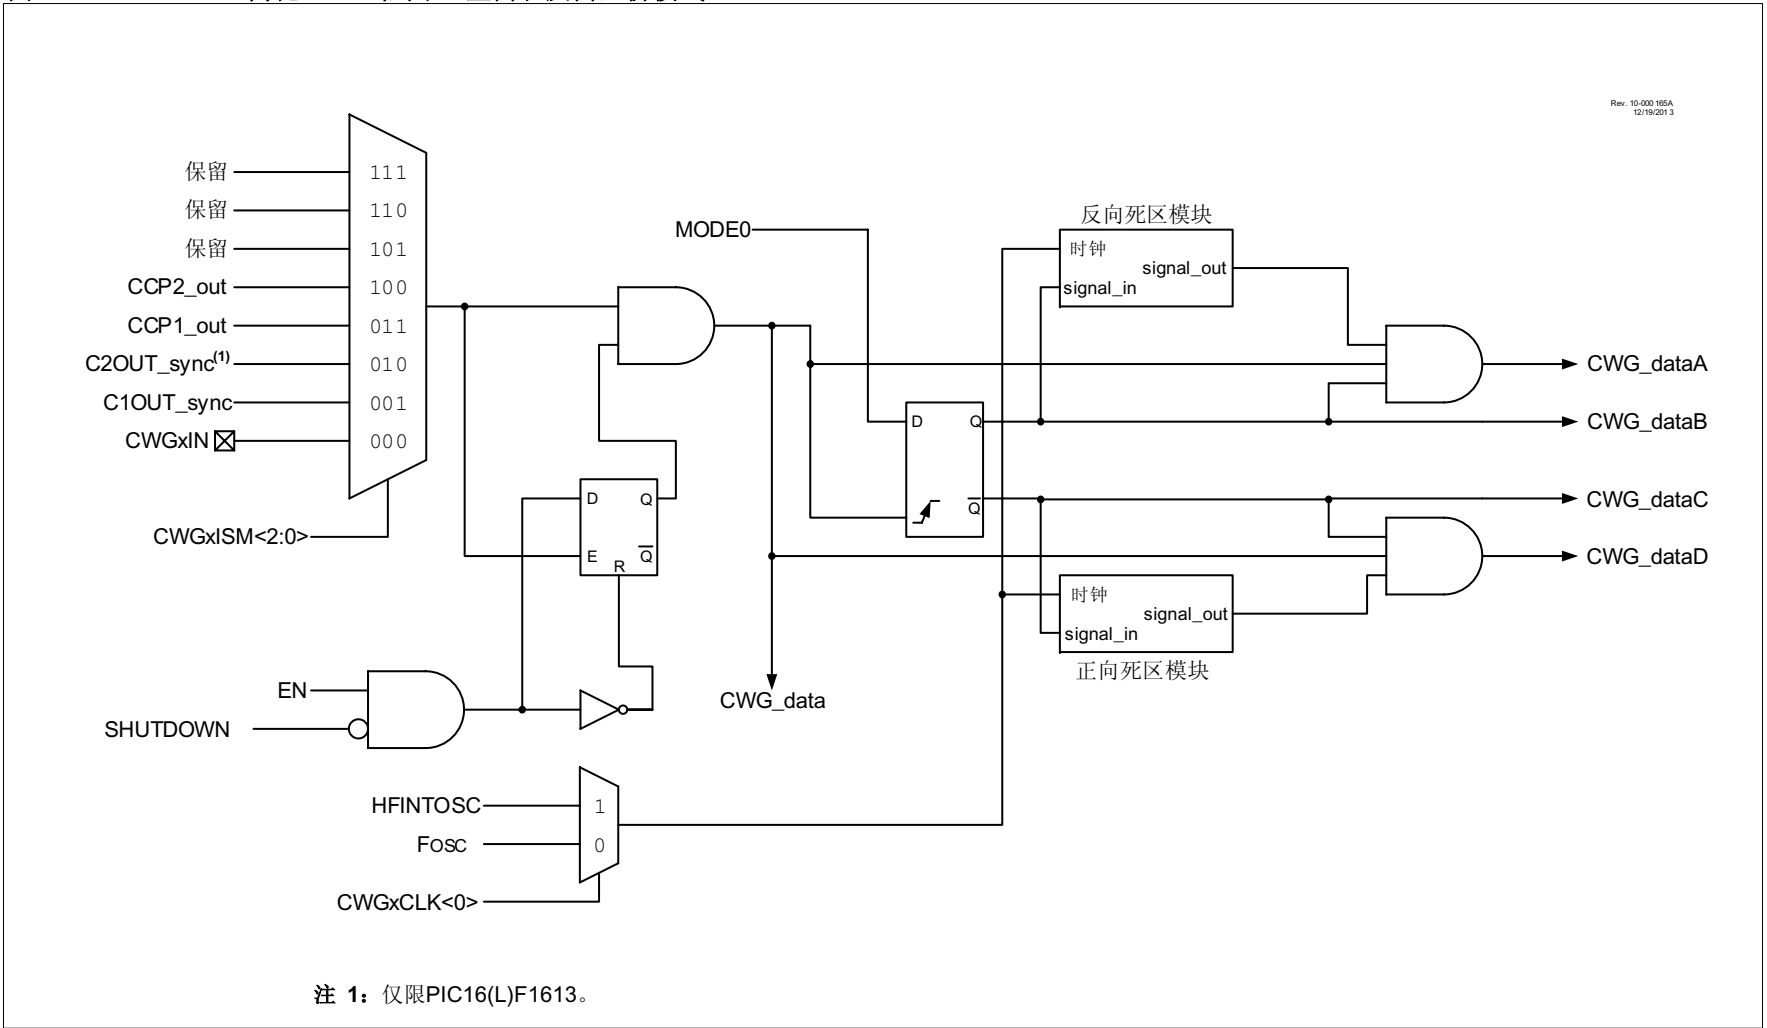 Rev. 10-000 165A
12/19/2013
保留 111
保留 110
保留 101
CCP2_out 100
CCP1_out 011
C2OUT_sync(1) 010
C1OUT_sync 001
CWGxIN 000
CWGxISM<2:0>
MODE0
反向死区模块
时钟
signal_out
signal_in
D Q
Q
CWG_dataA
CWG_dataB
CWG_dataC
CWG_dataD
D Q
E Q
R
时钟
signal_out
signal_in
正向死区模块
EN
SHUTDOWN
CWG_data
HFINTOSC 1
FOSC 0
CWGxCLK<0>
注 1: 仅限PIC16(L)F1613。